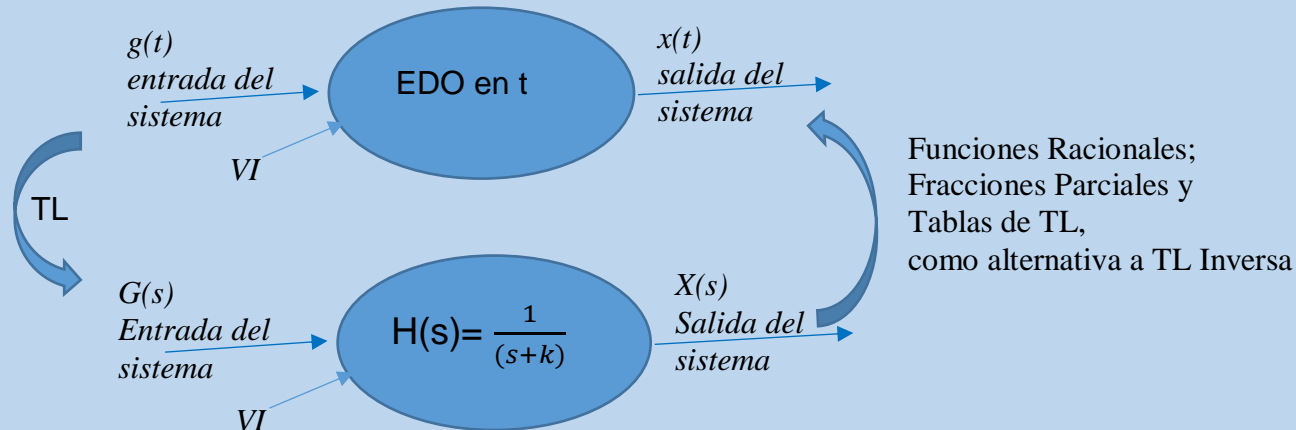 g(t)
entrada del
sistema
VI
EDO en t
x(t)
salida del
sistema
TL
Funciones Racionales;
Fracciones Parciales y
Tablas de TL,
como alternativa a TL Inversa
G(s)
Entrada del
sistema
VI
H(s)= 1/(s+k)
X(s)
Salida del
sistema